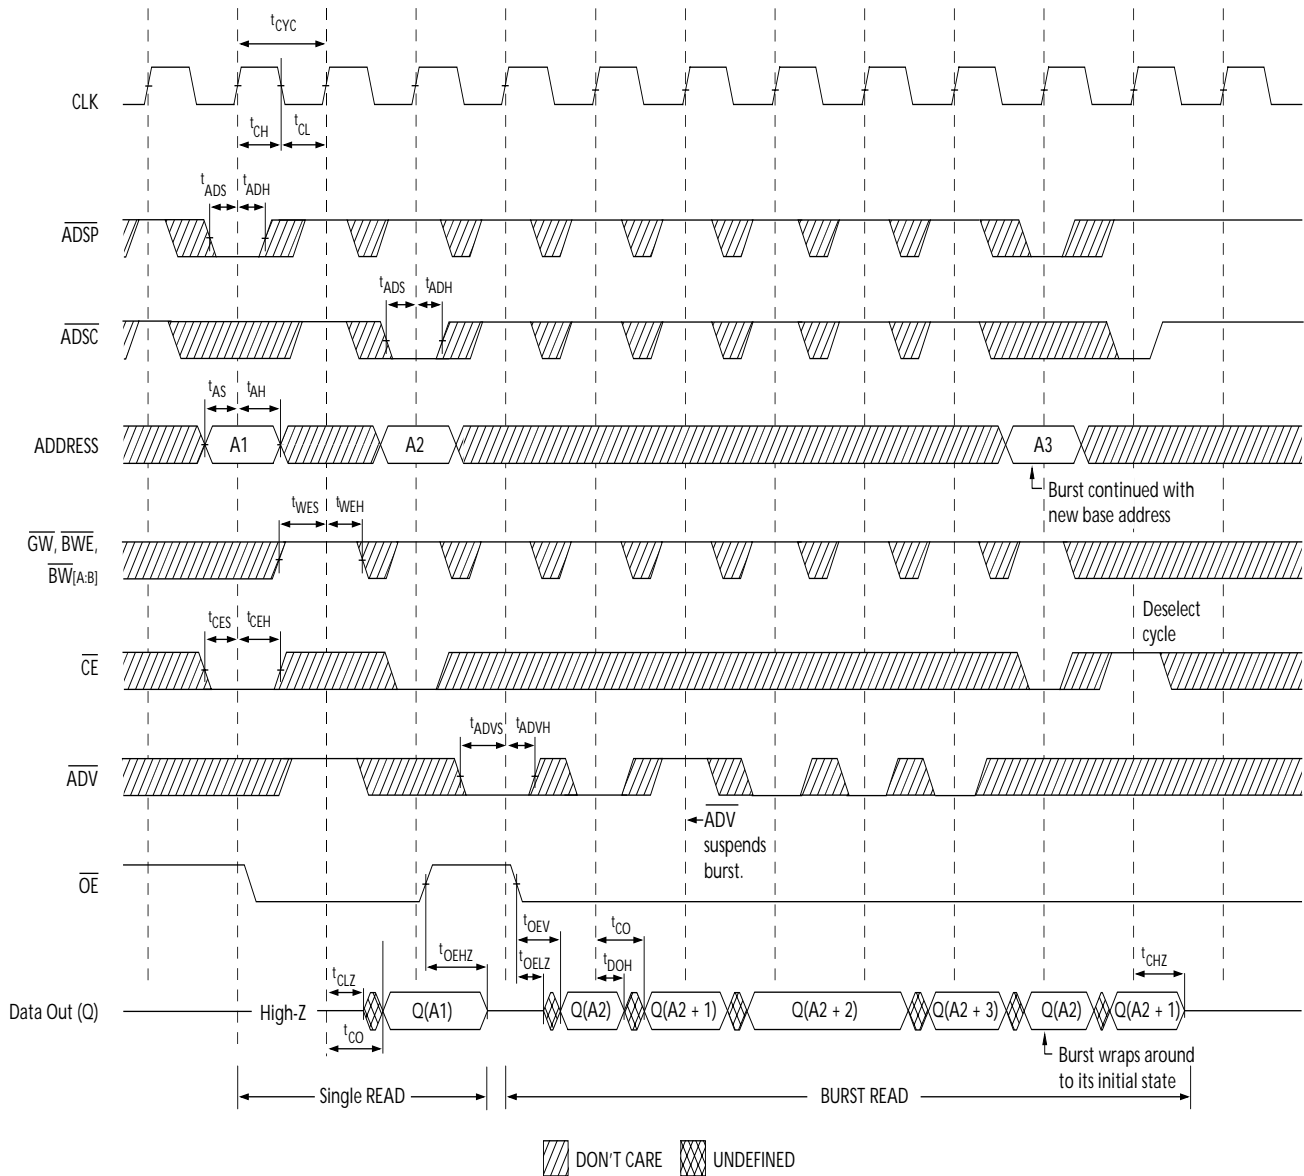 tCYC
CLK
tCH tCL
tADS tADH
ADSP
tADS tADH
ADSC
tAS tAH
ADDRESS A1 A2 A3
Burst continued with
new base address
tWES tWEH
GW, BWE,
BW[A:B]
Deselect
cycle
tCES tCEH
CE
tADVS tADVH
ADV
ADV
suspends
burst.
OE
tOEV tCO
tOEHZ tOELZ tDOH tCHZ
tCLZ
Data Out (Q) High-Z Q(A1) Q(A2) Q(A2 + 1) Q(A2 + 2) Q(A2 + 3) Q(A2) Q(A2 + 1)
tCO
Burst wraps around
to its initial state
Single READ BURST READ
DON'T CARE UNDEFINED